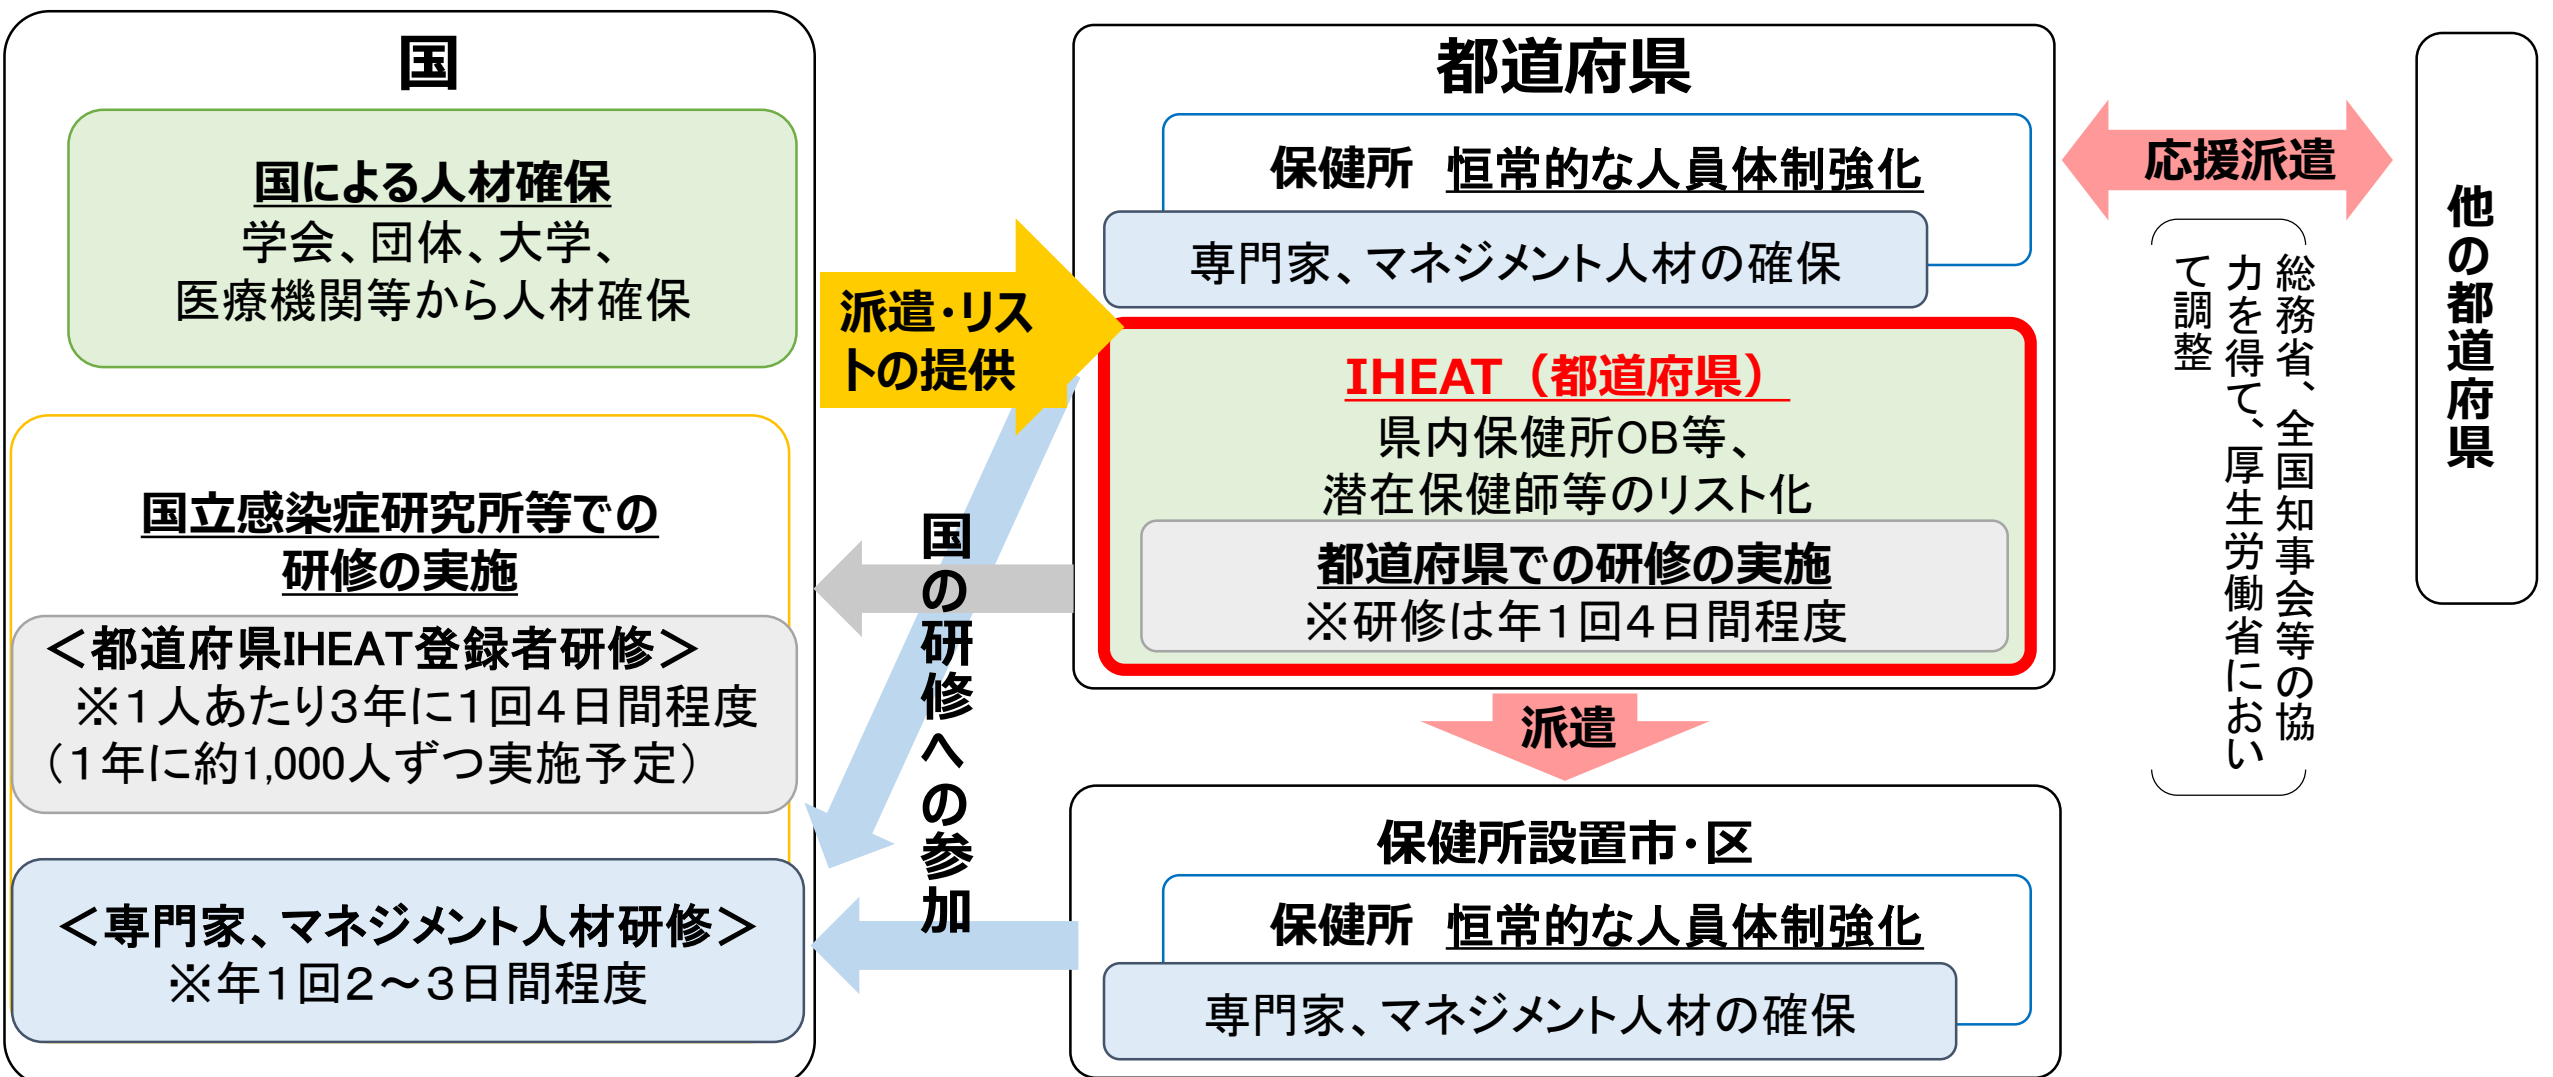 国
国による人材確保
学会、団体、大学、
医療機関等から人材確保
国立感染症研究所等での
研修の実施
＜都道府県IHEAT登録者研修＞
※１人あたり３年に１回４日間程度
（１年に約1,000人ずつ実施予定）
＜専門家、マネジメント人材研修＞
※年１回２～３日間程度
派遣・リス
トの提供
国の研修への参加
都道府県
保健所　恒常的な人員体制強化
専門家、マネジメント人材の確保
IHEAT（都道府県）
県内保健所OB等、
潜在保健師等のリスト化
都道府県での研修の実施
※研修は年１回４日間程度
派遣
保健所設置市・区
保健所　恒常的な人員体制強化
専門家、マネジメント人材の確保
応援派遣
総務省、全国知事会等の協
力を得て、厚生労働省におい
て調整
他の都道府県